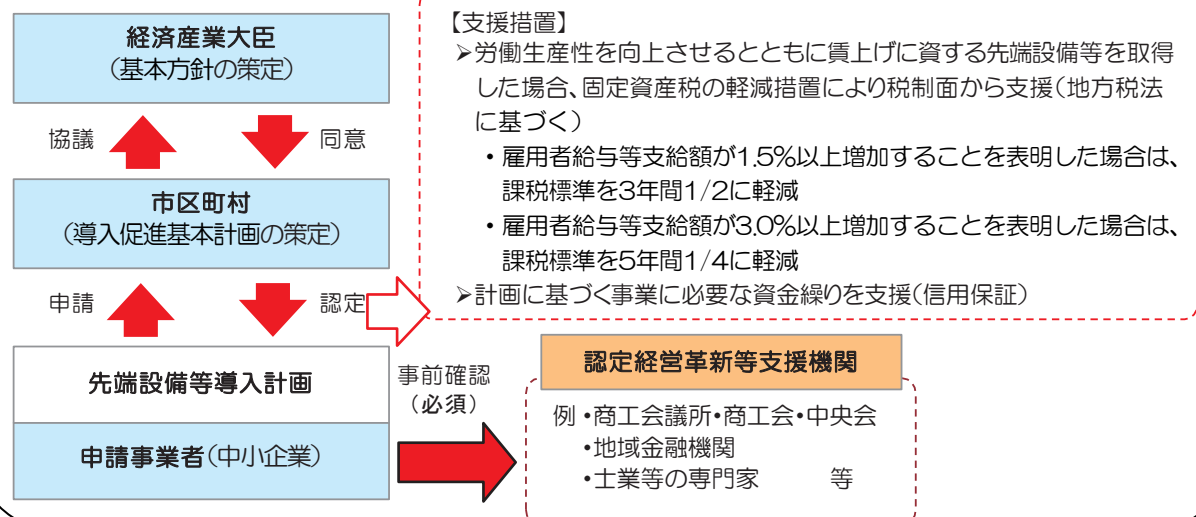 経済産業大臣
（基本方針の策定）
協議
同意
市区町村
（導入促進基本計画の策定）
申請
認定
先端設備等導入計画
申請事業者（中小企業）
【支援措置】
➢労働生産性を向上させるとともに賃上げに資する先端設備等を取得
した場合、固定資産税の軽減措置により税制面から支援（地方税法
に基づく）
・雇用者給与等支給額が1.5%以上増加することを表明した場合は、
課税標準を3年間1/2に軽減
・雇用者給与等支給額が3.0%以上増加することを表明した場合は、
課税標準を5年間1/4に軽減
➢計画に基づく事業に必要な資金繰りを支援（信用保証）
事前確認
（必須）
認定経営革新等支援機関
例 ・商工会議所・商工会・中央会
・地域金融機関
・士業等の専門家　　等